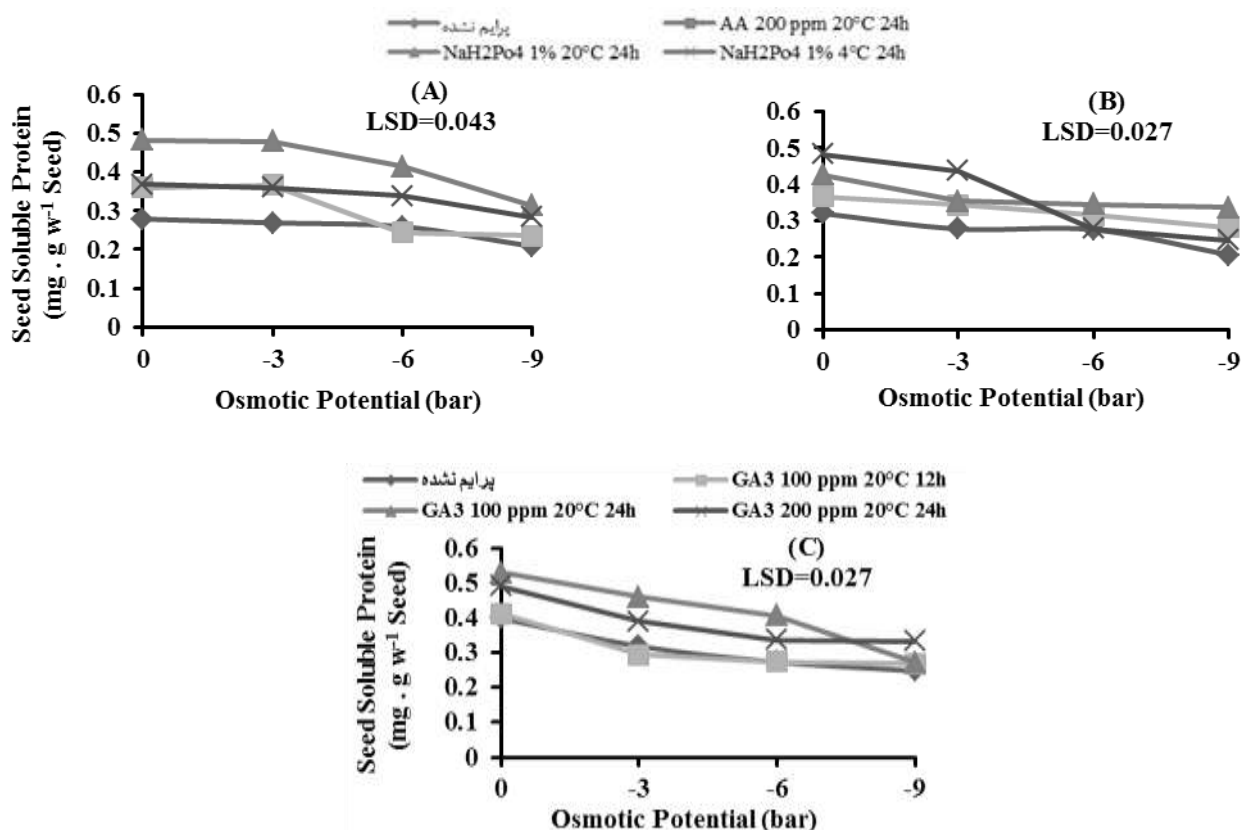 پرایم نشده
AA 200 ppm 20°C 24h
NaH2Po4 1% 20°C 24h
NaH2Po4 1% 4°C 24h
(A)
LSD=0.043
Seed Soluble Protein
(mg . g w⁻¹ Seed)
0.6
0.5
0.4
0.3
0.2
0.1
0
0 -3 -6 -9
Osmotic Potential (bar)
(B)
LSD=0.027
0.6
0.5
0.4
0.3
0.2
0.1
0
0 -3 -6 -9
Osmotic Potential (bar)
پرایم نشده
GA3 100 ppm 20°C 12h
GA3 100 ppm 20°C 24h
GA3 200 ppm 20°C 24h
(C)
LSD=0.027
Seed Soluble Protein
(mg . g w⁻¹ Seed)
0.6
0.5
0.4
0.3
0.2
0.1
0
0 -3 -6 -9
Osmotic Potential (bar)